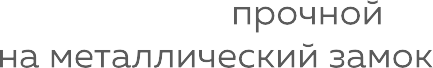 прочной
на металлический замок